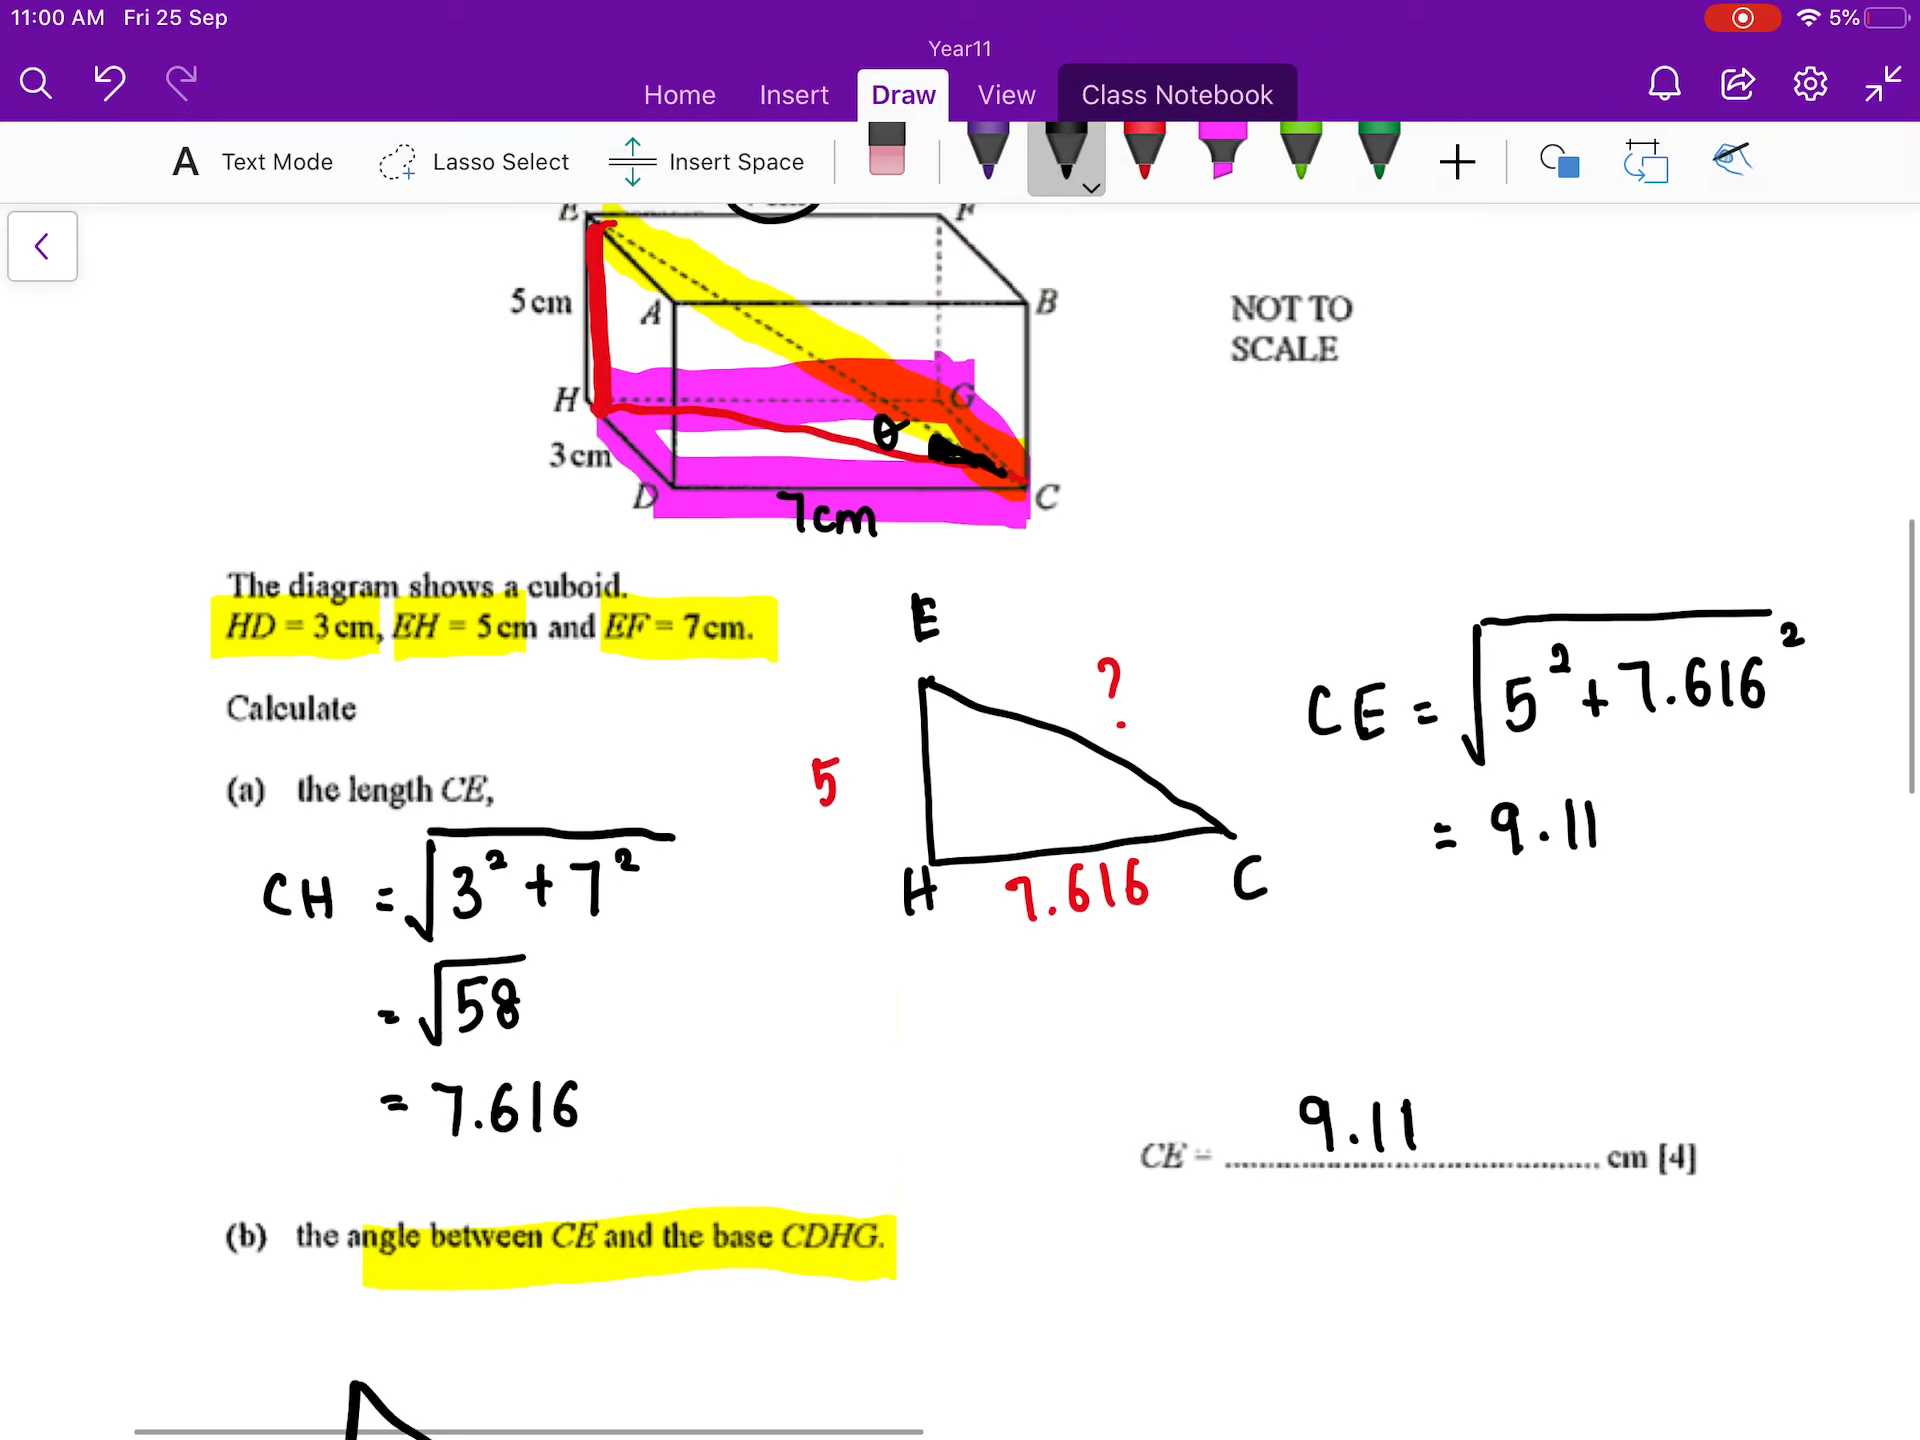 11:00 AM Fri 25 Sep
5%
Year11
Home Insert Draw View Class Notebook
A Text Mode Lasso Select Insert Space
E F
5 cm A B
NOT TO
SCALE
H G
θ
3 cm
D C
7cm
The diagram shows a cuboid.
HD = 3 cm, EH = 5 cm and EF = 7 cm.
Calculate
(a) the length CE,
CH = √3² + 7²
= √58
= 7.616
E
?
5
H 7.616 C
CE = √5² + 7.616²
= 9.11
9.11
CE = .......... cm [4]
(b) the angle between CE and the base CDHG.